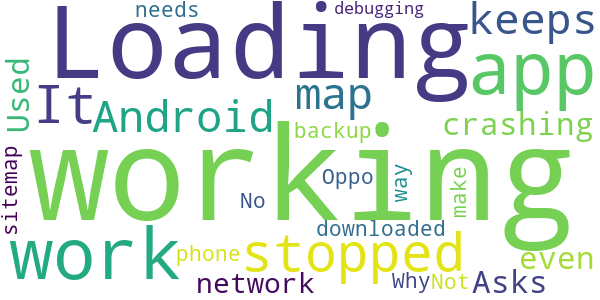 needs
debugging
Loading
keeps
Used
It
Android
map
app
backup
crashing
working
sitemap
No
Oppo
way
make
work
phone
stopped
downloaded
even
network
Why
Not
Asks